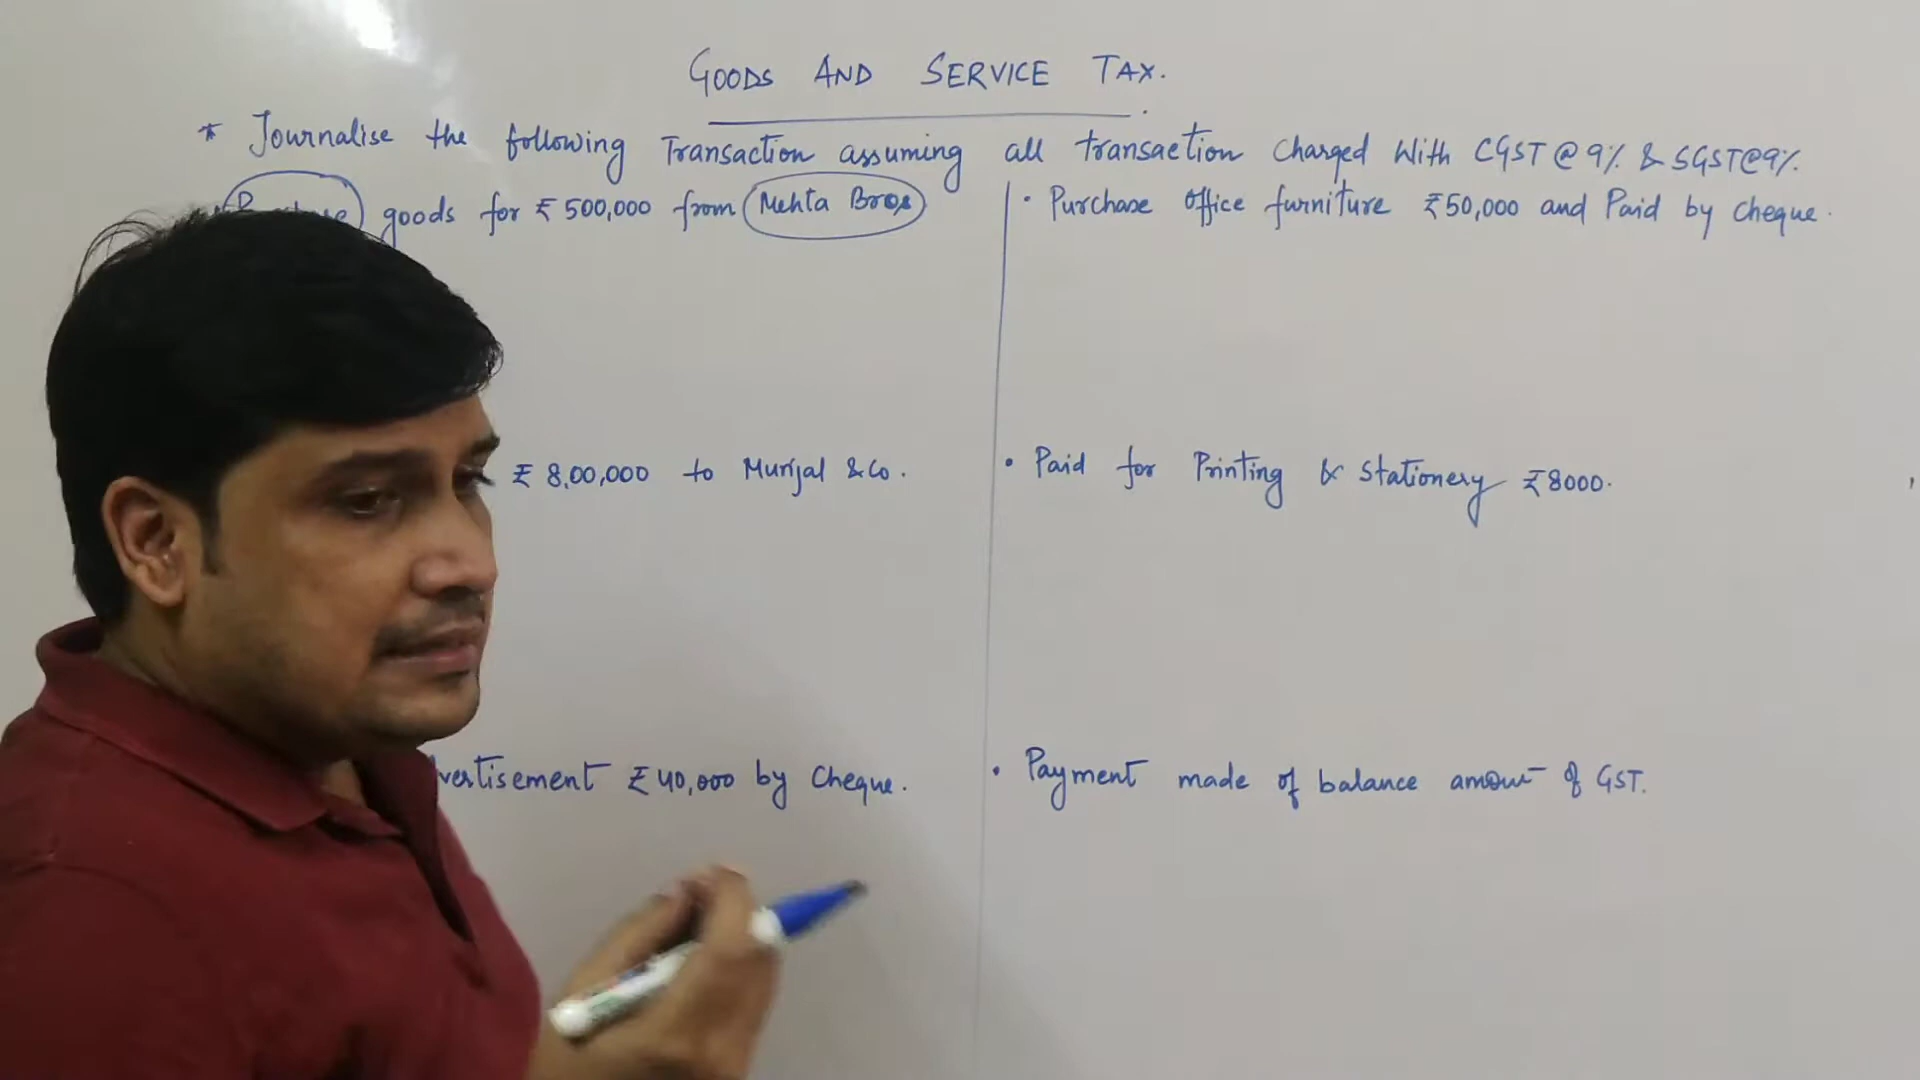 GOODS AND SERVICE TAX.
* Journalise the following Transaction assuming all transaction charged With CGST @ 9% & SGST@9%.
goods for ₹ 500,000 from Mehta Bros
• Purchase office furniture ₹50,000 and Paid by cheque.
₹ 8,00,000 to Munjal & Co.
• Paid for Printing & Stationery ₹8000.
vertisement ₹ 40,000 by Cheque.
• Payment made of balance amount of GST.